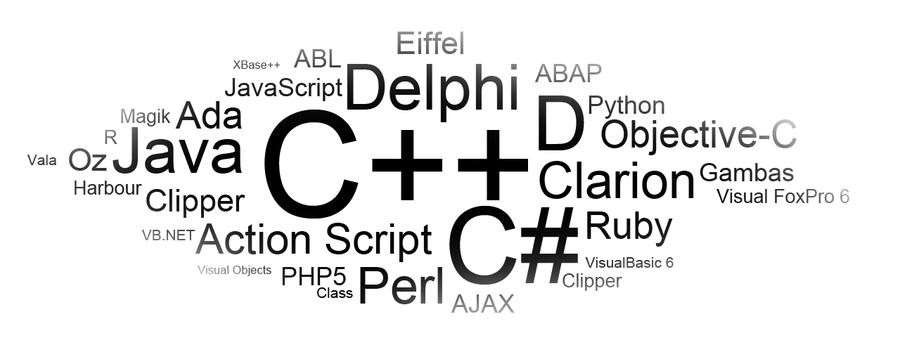 Eiffel
XBase++ ABL
JavaScript Delphi ABAP
Magik Ada
D Python
R
Objective-C
Vala Oz Java
C++
Harbour
Clarion Gambas
Clipper
Visual FoxPro 6
VB.NET Action Script
C# Ruby
Visual Objects
PHP5
VisualBasic 6
Class Perl
Clipper
AJAX